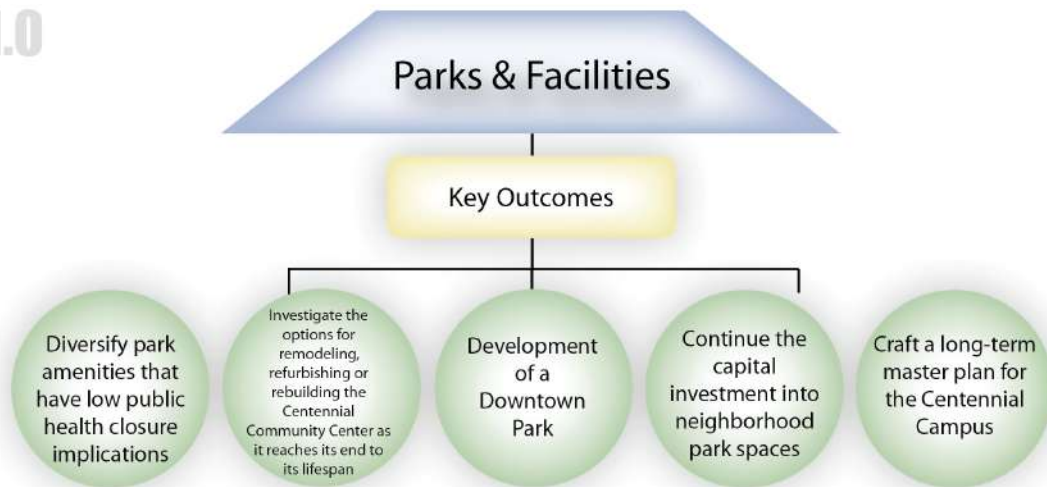 .0
Parks & Facilities
Key Outcomes
Diversify park
amenities that
have low public
health closure
implications
Investigate the
options for
remodeling,
refurbishing or
rebuilding the
Centennial
Community Center as
it reaches its end to
its lifespan
Development
of a
Downtown
Park
Continue the
capital
investment into
neighborhood
park spaces
Craft a long-term
master plan for
the Centennial
Campus